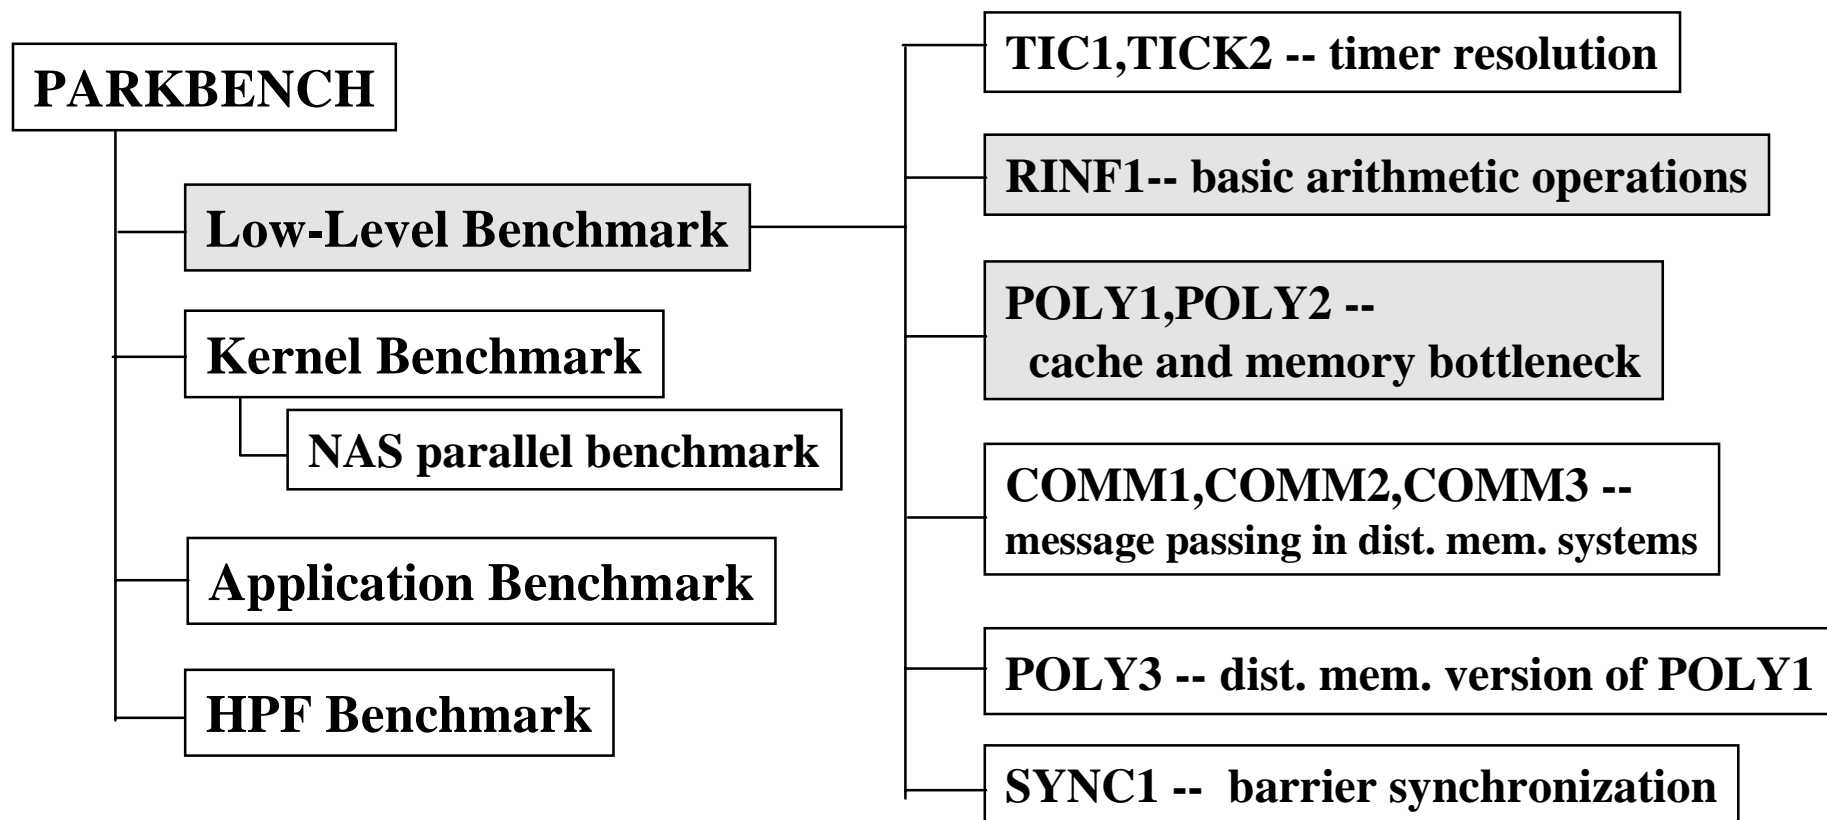 PARKBENCH
Low-Level Benchmark
Kernel Benchmark
NAS parallel benchmark
Application Benchmark
HPF Benchmark
TIC1,TICK2 -- timer resolution
RINF1-- basic arithmetic operations
POLY1,POLY2 --
cache and memory bottleneck
COMM1,COMM2,COMM3 --
message passing in dist. mem. systems
POLY3 -- dist. mem. version of POLY1
SYNC1 -- barrier synchronization